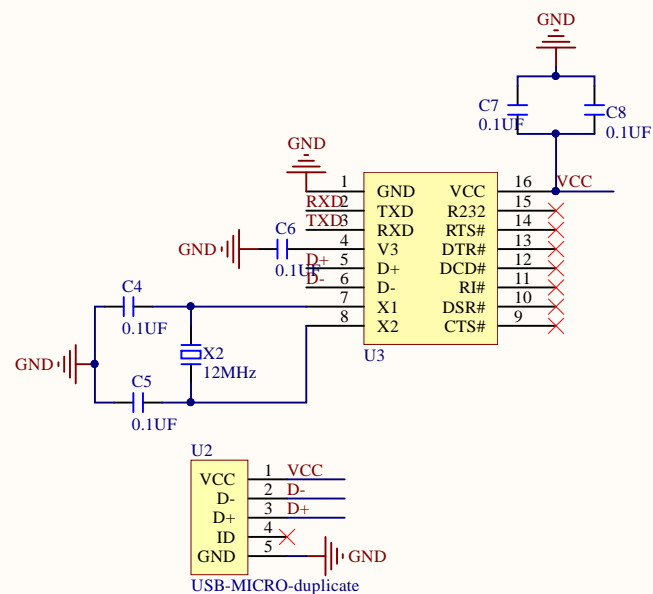 GND
C7
0.1UF
C8
0.1UF
GND
1 GND VCC 16 VCC
RXD 2 TXD R232 15
TXD 3 RXD RTS# 14
C6
GND 4 V3 DTR# 13
0.1UF
D+ 5 D+ DCD# 12
D- 6 D- RI# 11
C4
7 X1 DSR# 10
0.1UF
8 X2 CTS# 9
U3
X2
GND
12MHz
C5
0.1UF
U2
VCC 1 VCC
D- 2 D-
D+ 3 D+
ID 4
GND 5 GND
USB-MICRO-duplicate